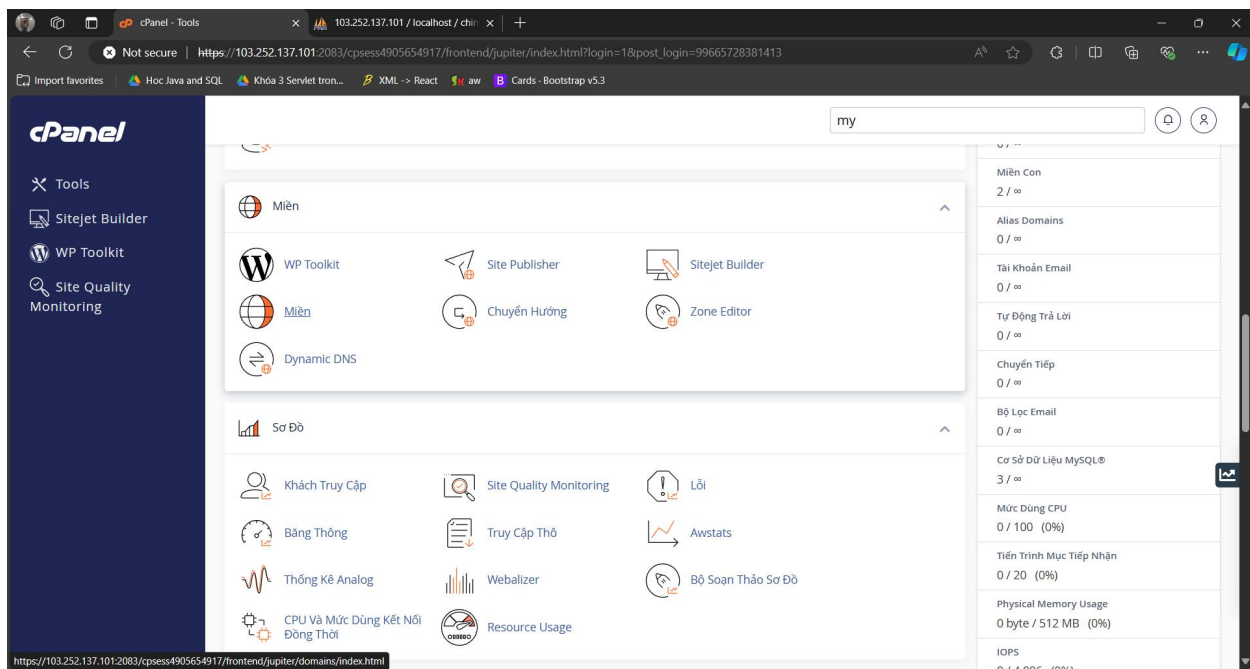 cPanel - Tools
103.252.137.101 / localhost / chin
Not secure
https://103.252.137.101:2083/cpsess4905654917/frontend/jupiter/index.html?login=1&post_login=99665728381413
Import favorites
Hoc Java and SQL
Khóa 3 Servlet tron...
XML -> React
aw
Cards · Bootstrap v5.3
cPanel
my
Tools
Sitejet Builder
WP Toolkit
Site Quality
Monitoring
Miền
WP Toolkit
Site Publisher
Sitejet Builder
Miền
Chuyển Hướng
Zone Editor
Dynamic DNS
Sơ Đồ
Khách Truy Cập
Site Quality Monitoring
Lỗi
Băng Thông
Truy Cập Thô
Awstats
Thống Kê Analog
Webalizer
Bộ Soạn Thảo Sơ Đồ
CPU Và Mức Dùng Kết Nối
Đồng Thời
Resource Usage
Miền Con
2 / ∞
Alias Domains
0 / ∞
Tài Khoản Email
0 / ∞
Tự Động Trả Lời
0 / ∞
Chuyển Tiếp
0 / ∞
Bộ Lọc Email
0 / ∞
Cơ Sở Dữ Liệu MySQL®
3 / ∞
Mức Dùng CPU
0 / 100 (0%)
Tiến Trình Mục Tiếp Nhận
0 / 20 (0%)
Physical Memory Usage
0 byte / 512 MB (0%)
IOPS
https://103.252.137.101:2083/cpsess4905654917/frontend/jupiter/domains/index.html